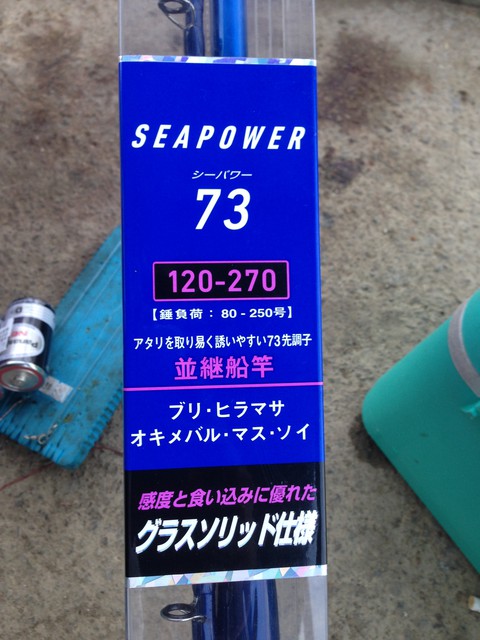 SEAPOWER
シーパワー
73
120-270
【錘負荷：80-250号】
アタリを取り易く誘いやすい73先調子
並継船竿
ブリ・ヒラマサ
オキメバル・マス・ソイ
感度と食い込みに優れた
グラスソリッド仕様